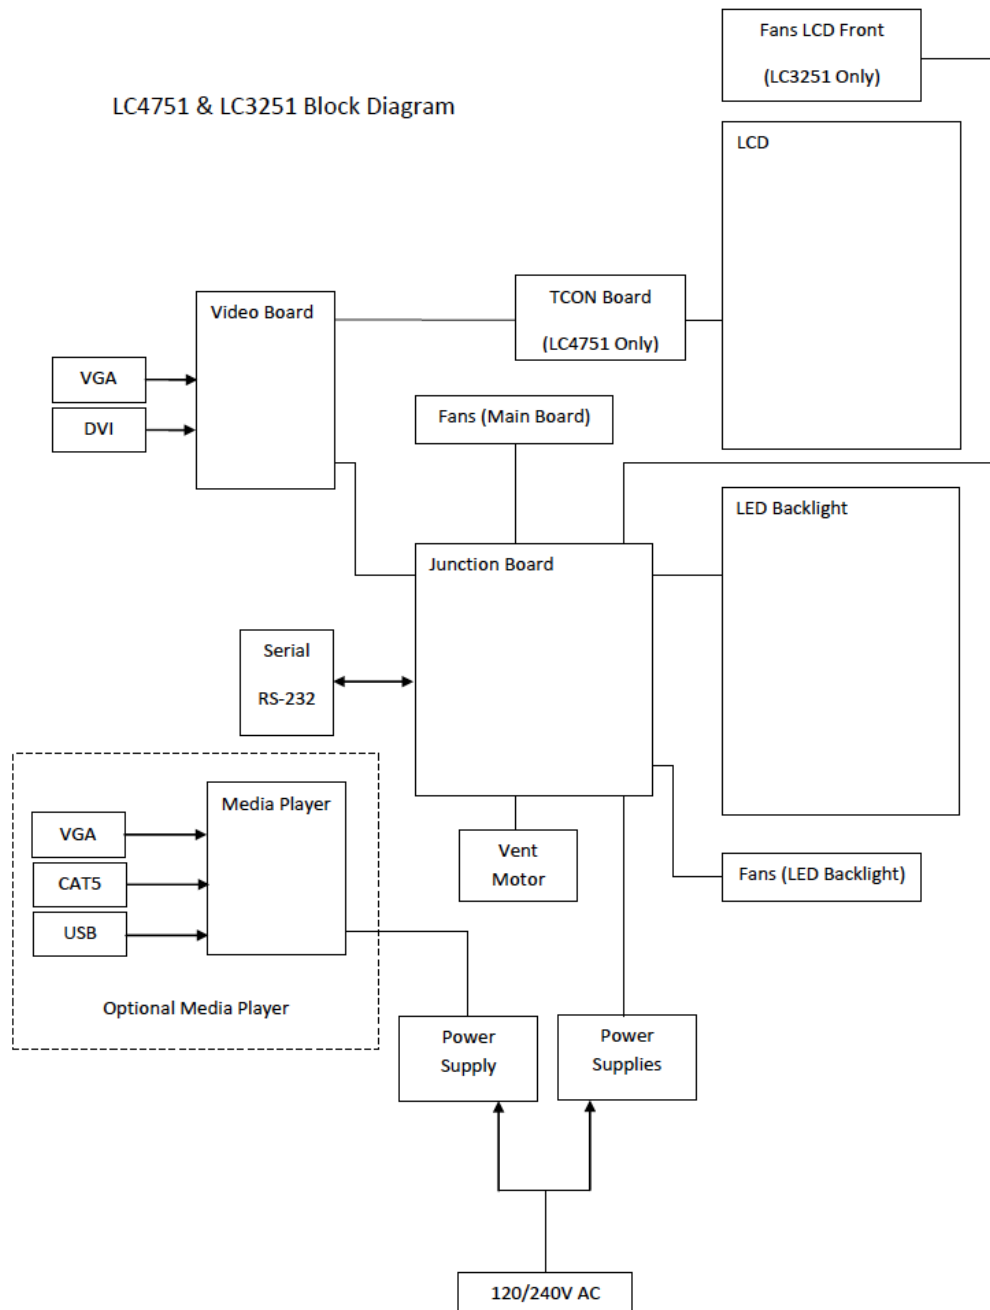 Fans LCD Front
(LC3251 Only)
LC4751 & LC3251 Block Diagram
LCD
TCON Board
(LC4751 Only)
Video Board
VGA
DVI
Fans (Main Board)
LED Backlight
Junction Board
Serial
RS-232
Media Player
VGA
CAT5
USB
Optional Media Player
Vent
Motor
Fans (LED Backlight)
Power
Supply
Power
Supplies
120/240V AC